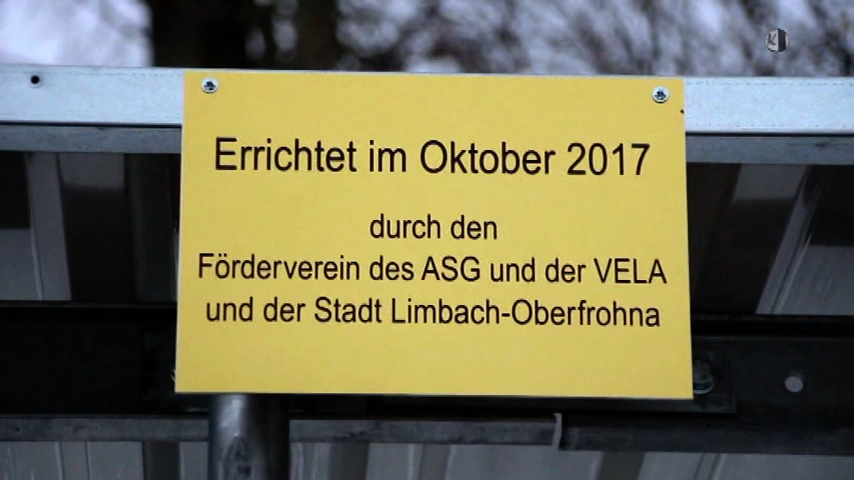 Errichtet im Oktober 2017
durch den
Förderverein des ASG und der VELA
und der Stadt Limbach-Oberfrohna